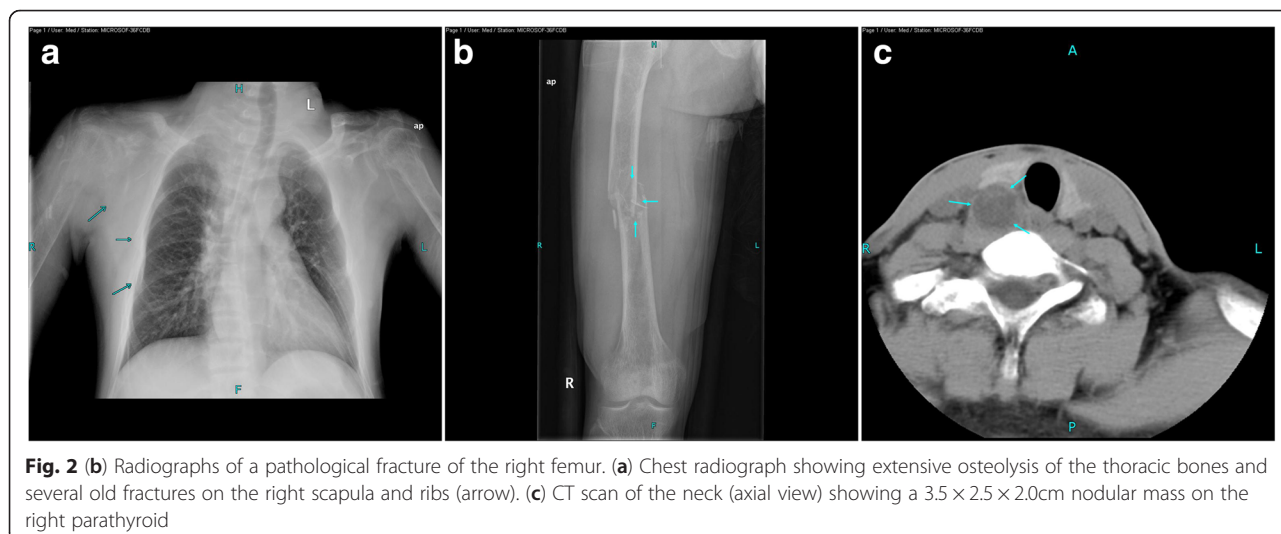 Page 1 / User: Med / Station: MICROSOF-36FCDB
a
H
L
ap
R
L
F
Page 1 / User: Med / Station: MICROSOF-36FCDB
b
H
ap
R
L
R
F
Page 1 / User: Med / Station: MICROSOF-36FCDB
c
A
R
L
P
Fig. 2 (b) Radiographs of a pathological fracture of the right femur. (a) Chest radiograph showing extensive osteolysis of the thoracic bones and
several old fractures on the right scapula and ribs (arrow). (c) CT scan of the neck (axial view) showing a 3.5 × 2.5 × 2.0cm nodular mass on the
right parathyroid